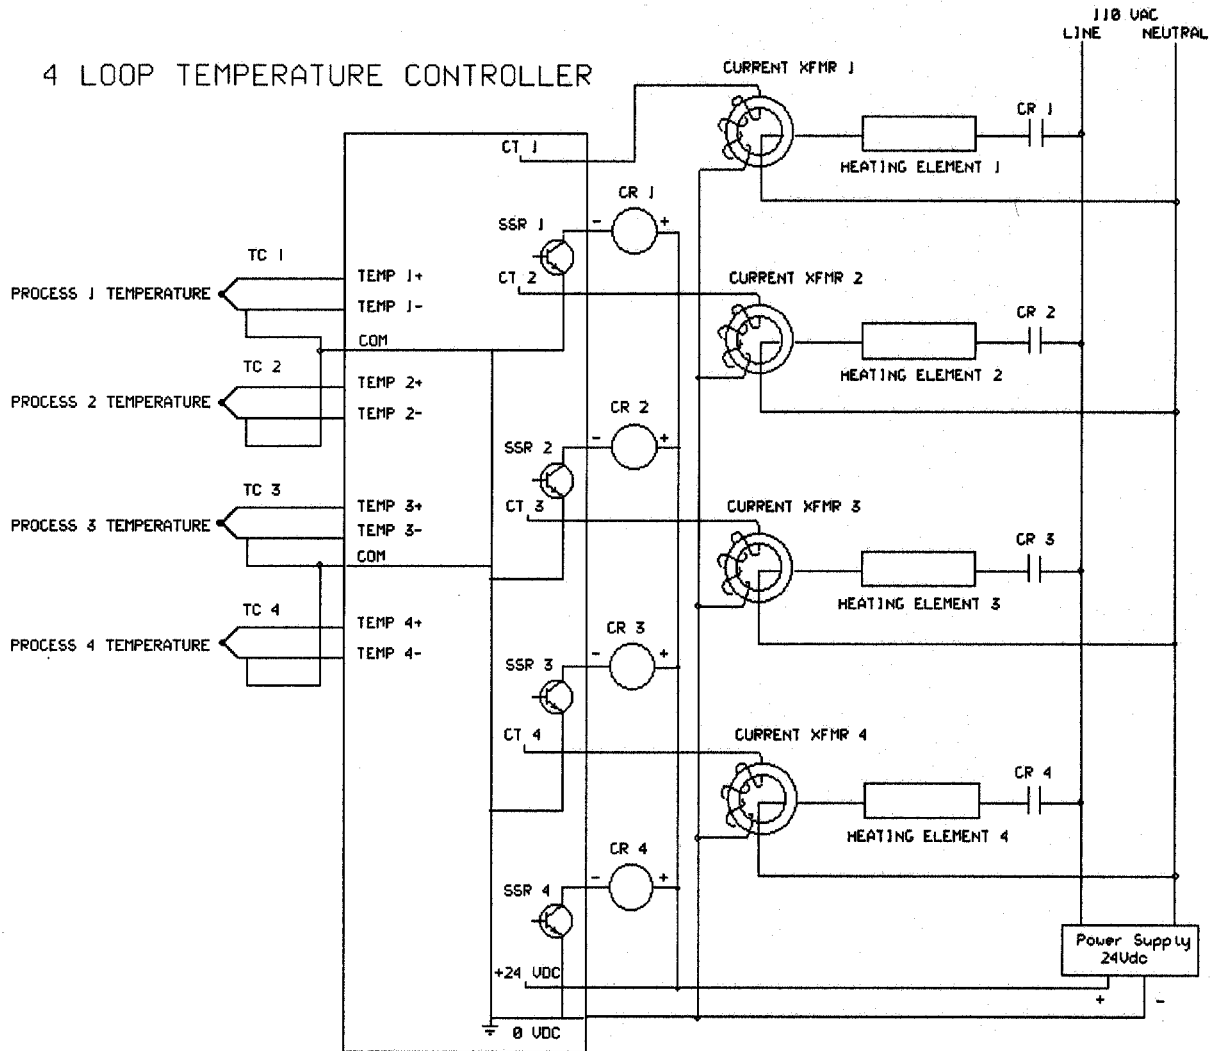 110 VAC
LINE NEUTRAL
4 LOOP TEMPERATURE CONTROLLER
CURRENT XFMR 1
CT 1
CR 1
HEATING ELEMENT 1
CR 1
- +
SSR 1
TC 1
TEMP 1+
PROCESS 1 TEMPERATURE
TEMP 1-
COM
CT 2
CURRENT XFMR 2
CR 2
HEATING ELEMENT 2
TC 2
TEMP 2+
PROCESS 2 TEMPERATURE
TEMP 2-
CR 2
- +
SSR 2
TC 3
TEMP 3+
PROCESS 3 TEMPERATURE
TEMP 3-
COM
CT 3
CURRENT XFMR 3
CR 3
HEATING ELEMENT 3
TC 4
TEMP 4+
PROCESS 4 TEMPERATURE
TEMP 4-
CR 3
- +
SSR 3
CT 4
CURRENT XFMR 4
CR 4
HEATING ELEMENT 4
CR 4
- +
SSR 4
Power Supply
24Vdc
+24 VDC
+ -
0 VDC